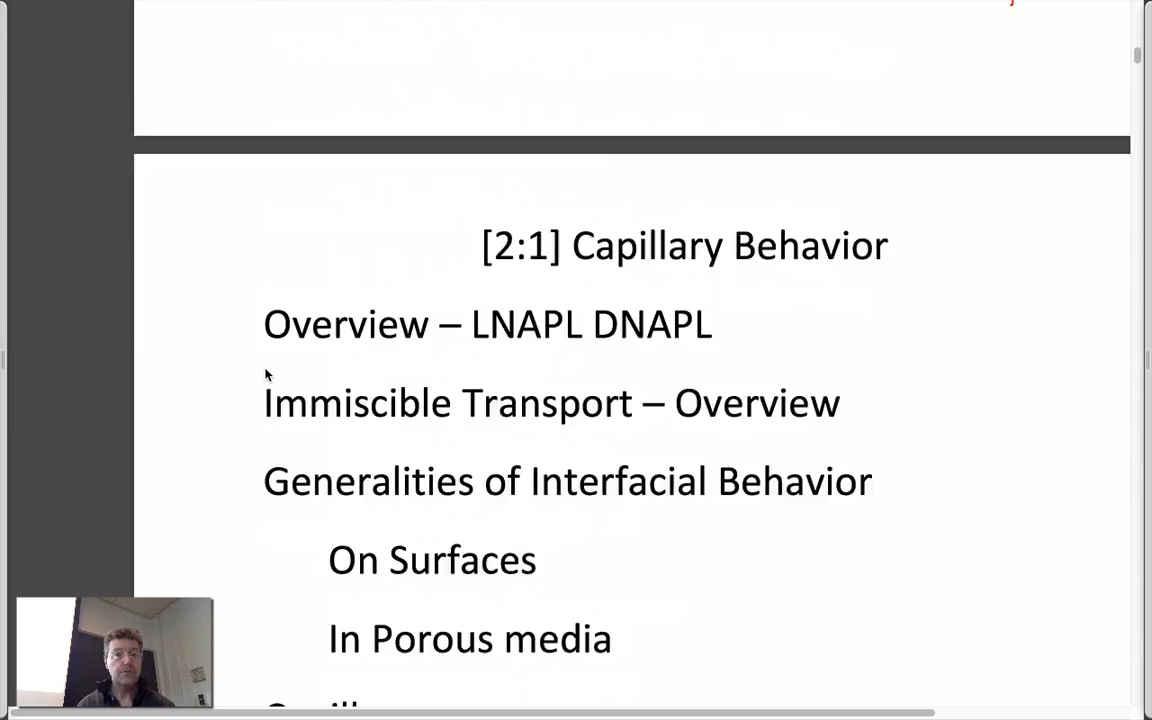 [2:1] Capillary Behavior
Overview – LNAPL DNAPL
Immiscible Transport – Overview
Generalities of Interfacial Behavior
On Surfaces
In Porous media